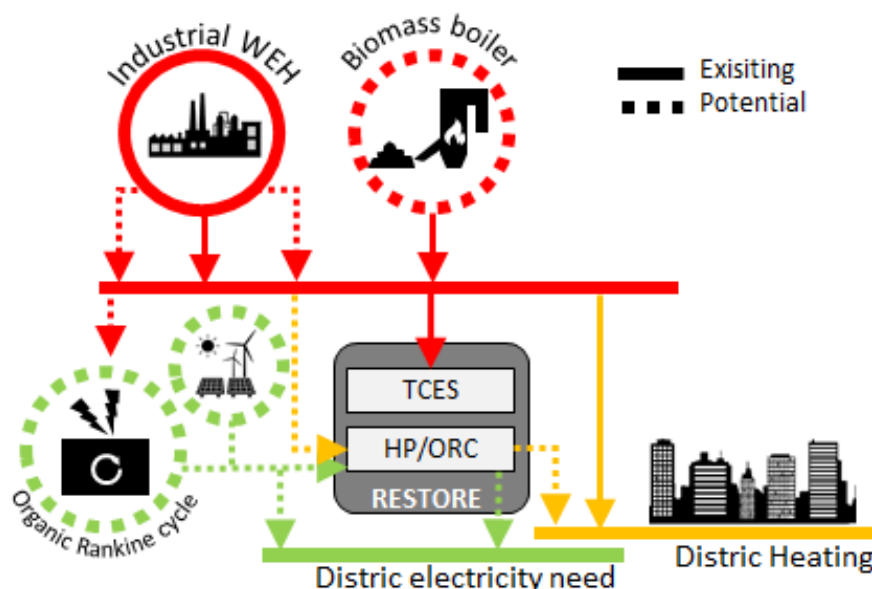 Industrial WEH
Biomass boiler
Exisiting
Potential
TCES
HP/ORC
RESTORE
Organic Rankine cycle
Distric Heating
Distric electricity need